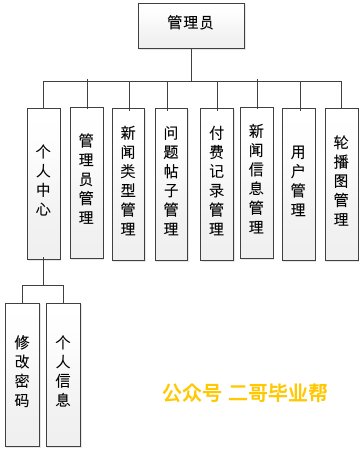 管理员
个人中心
管理员管理
新闻类型管理
问题帖子管理
付费记录管理
新闻信息管理
用户管理
轮播图管理
修改密码
个人信息
公众号 二哥毕业帮